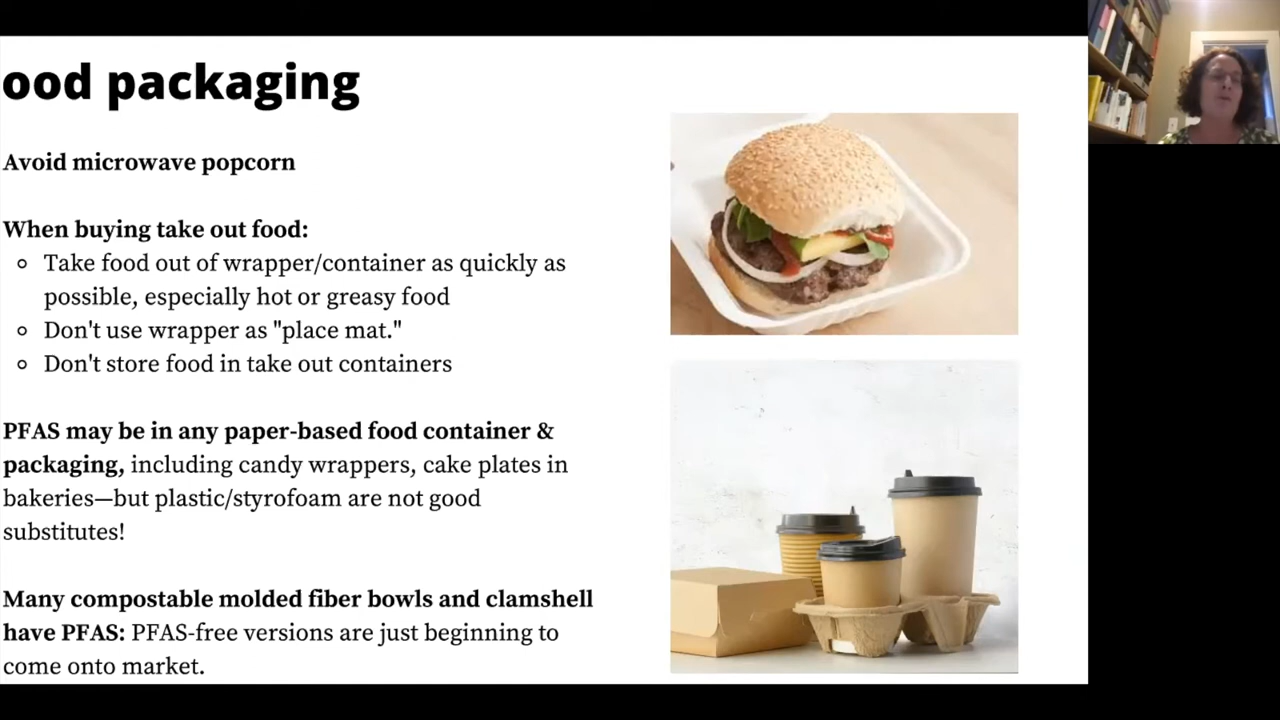 ood packaging
Avoid microwave popcorn
When buying take out food:
Take food out of wrapper/container as quickly as
possible, especially hot or greasy food
Don't use wrapper as "place mat."
Don't store food in take out containers
PFAS may be in any paper-based food container &
packaging, including candy wrappers, cake plates in
bakeries—but plastic/styrofoam are not good
substitutes!
Many compostable molded fiber bowls and clamshell
have PFAS: PFAS-free versions are just beginning to
come onto market.